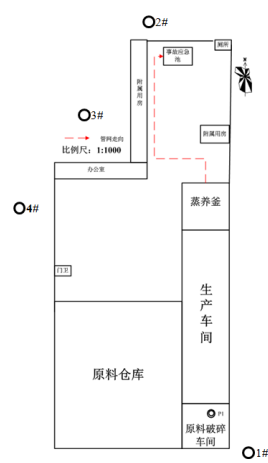 2#
厕所
事故应急
池
附属用房
3#
管网走向
比例尺：1:1000
附属用房
办公室
4#
蒸养釜
门卫
生产车间
原料仓库
P1
原料破碎
车间
1#